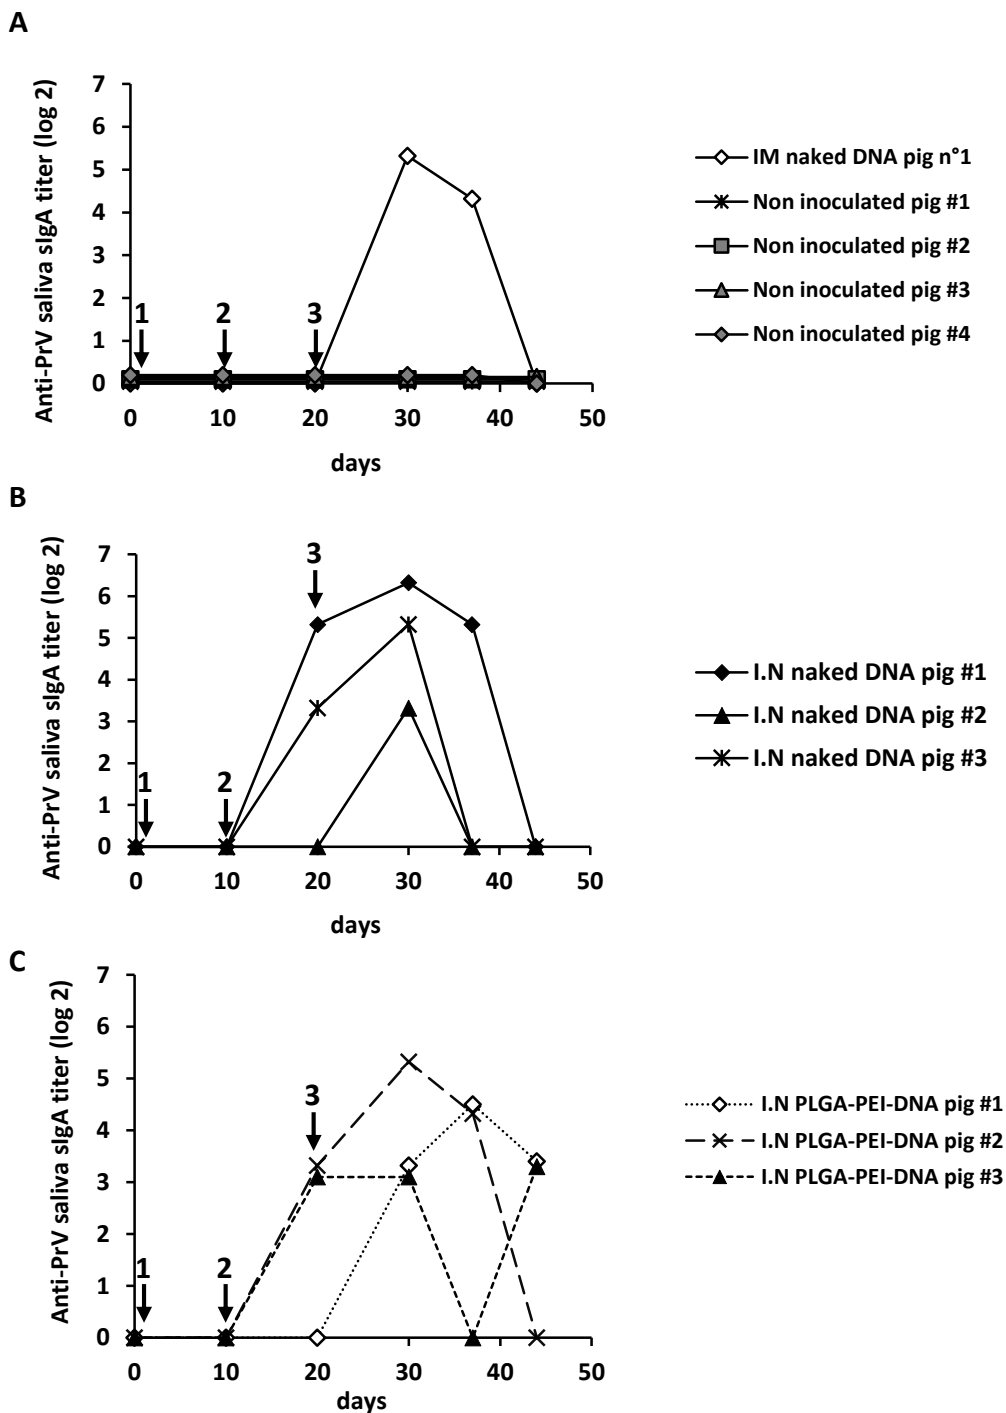 A
Anti-PrV saliva sIgA titer (log 2)
7
6
5
4
3
2
1
0
1
2
3
0 10 20 30 40 50
days
IM naked DNA pig n°1
Non inoculated pig #1
Non inoculated pig #2
Non inoculated pig #3
Non inoculated pig #4
B
Anti-PrV saliva sIgA titer (log 2)
7
6
5
4
3
2
1
0
1
2
3
0 10 20 30 40 50
days
I.N naked DNA pig #1
I.N naked DNA pig #2
I.N naked DNA pig #3
C
Anti-PrV saliva sIgA titer (log 2)
7
6
5
4
3
2
1
0
1
2
3
0 10 20 30 40 50
days
I.N PLGA-PEI-DNA pig #1
I.N PLGA-PEI-DNA pig #2
I.N PLGA-PEI-DNA pig #3